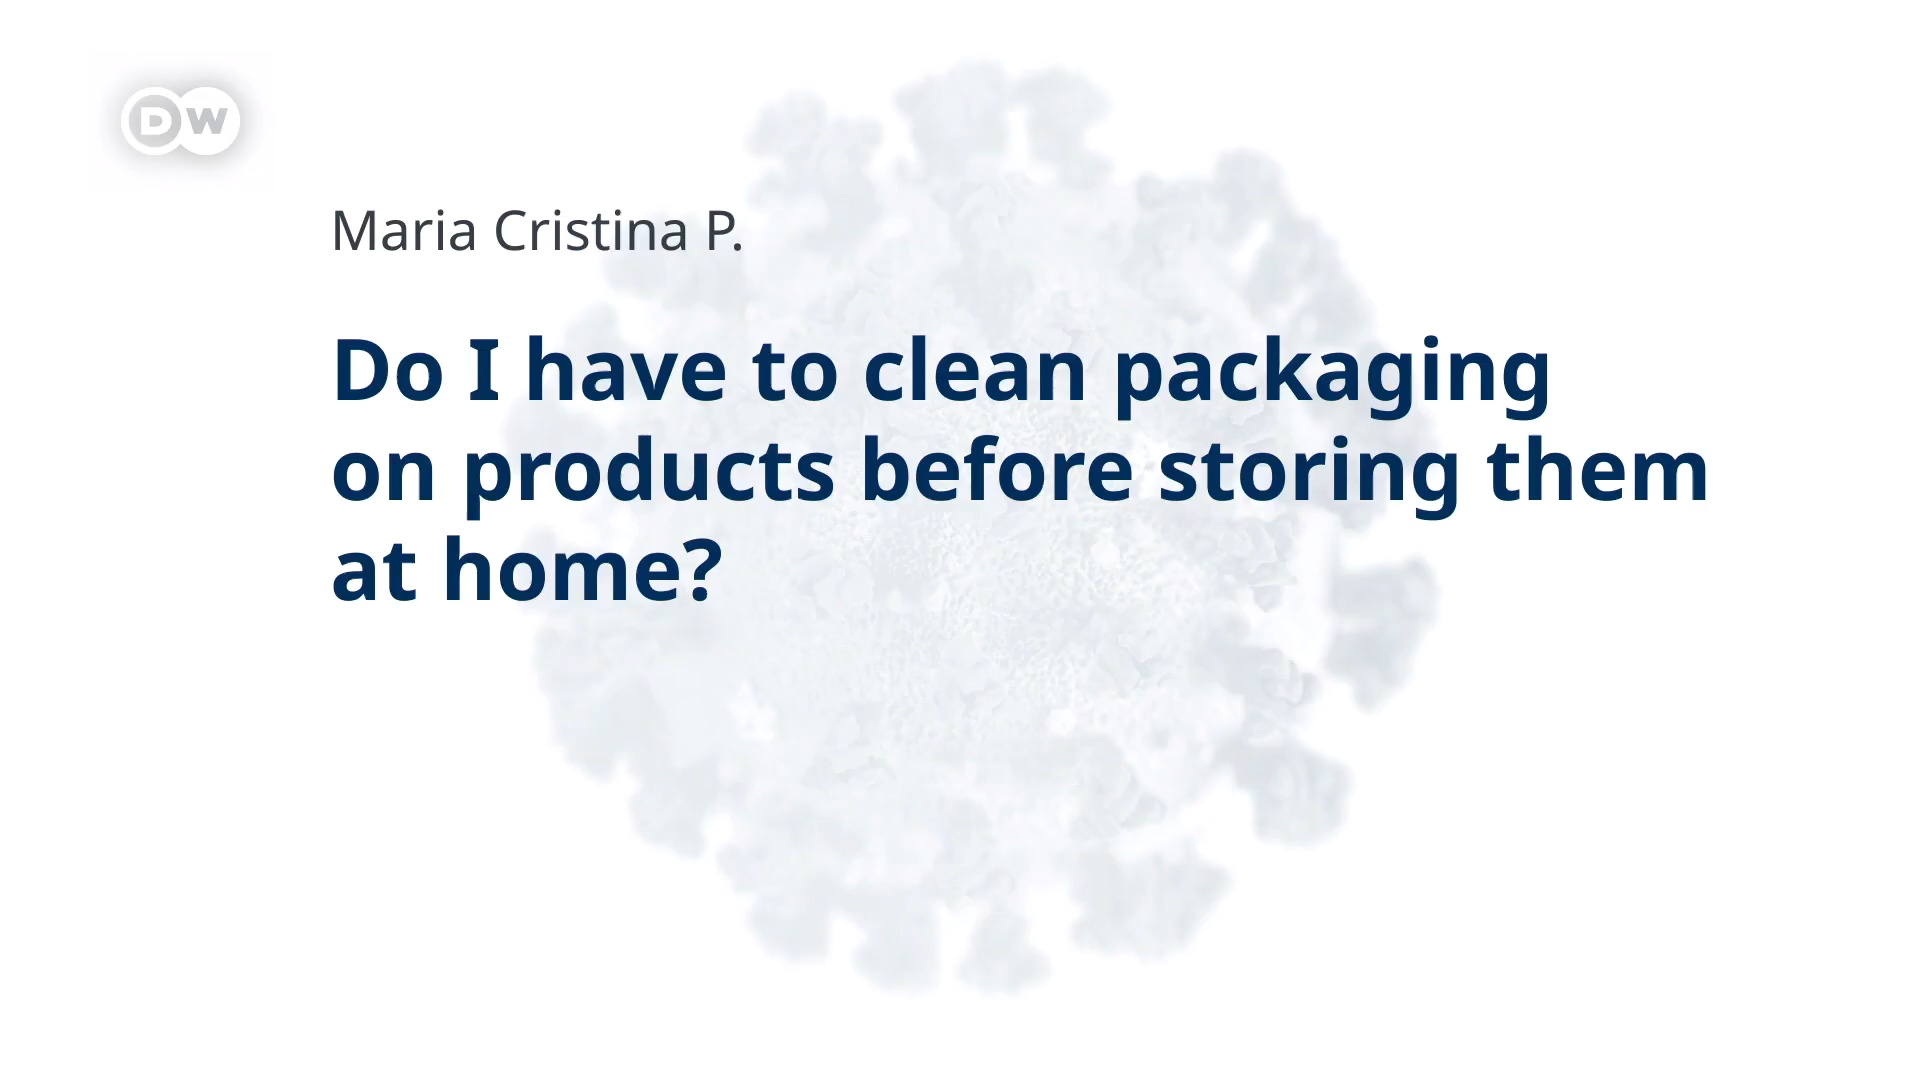 DW
Maria Cristina P.
Do I have to clean packaging
on products before storing them
at home?